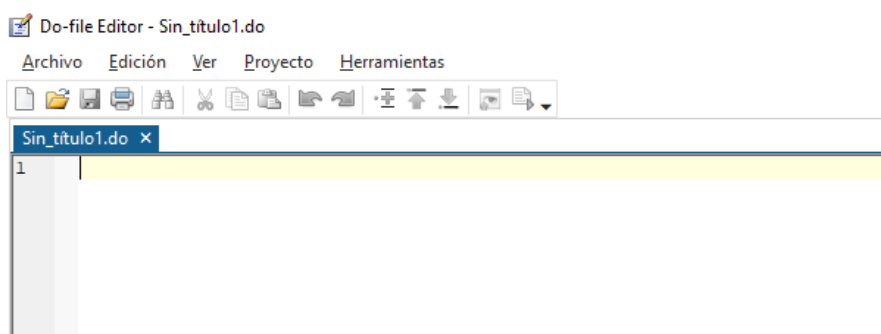 Do-file Editor - Sin_título1.do
Archivo Edición Ver Proyecto Herramientas
Sin_título1.do ×
1